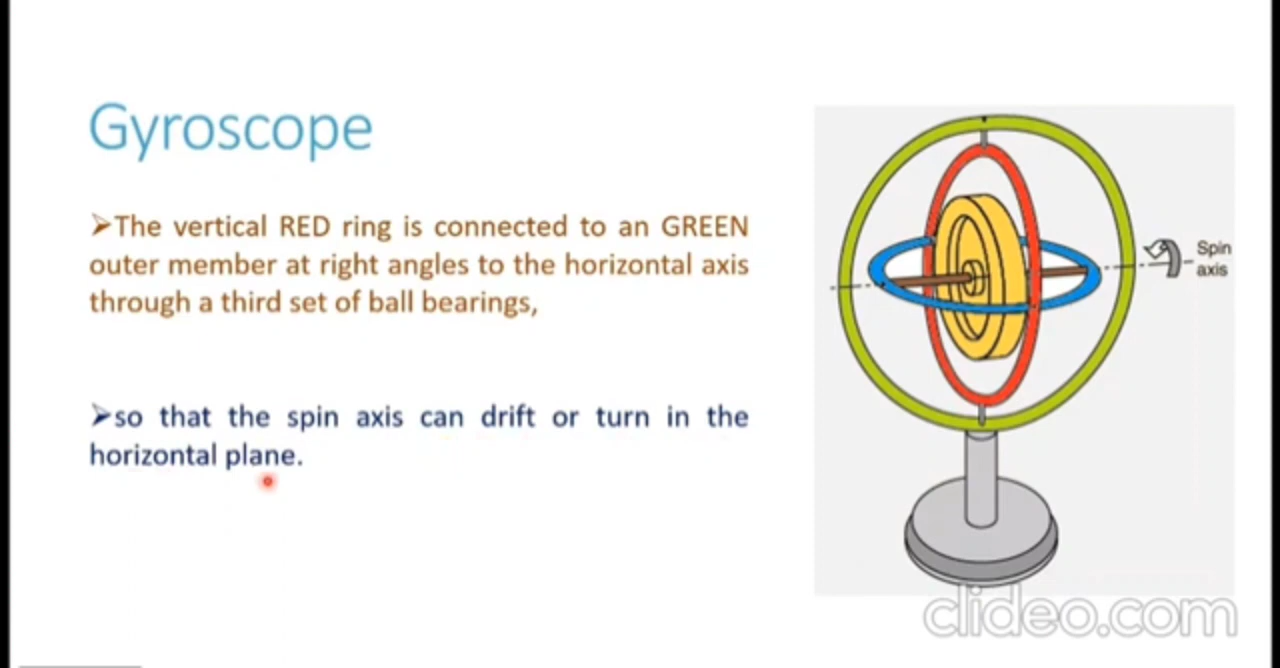 Gyroscope
➢The vertical RED ring is connected to an GREEN
outer member at right angles to the horizontal axis
through a third set of ball bearings,
➢so that the spin axis can drift or turn in the
horizontal plane.
Spin
axis
clideo.com